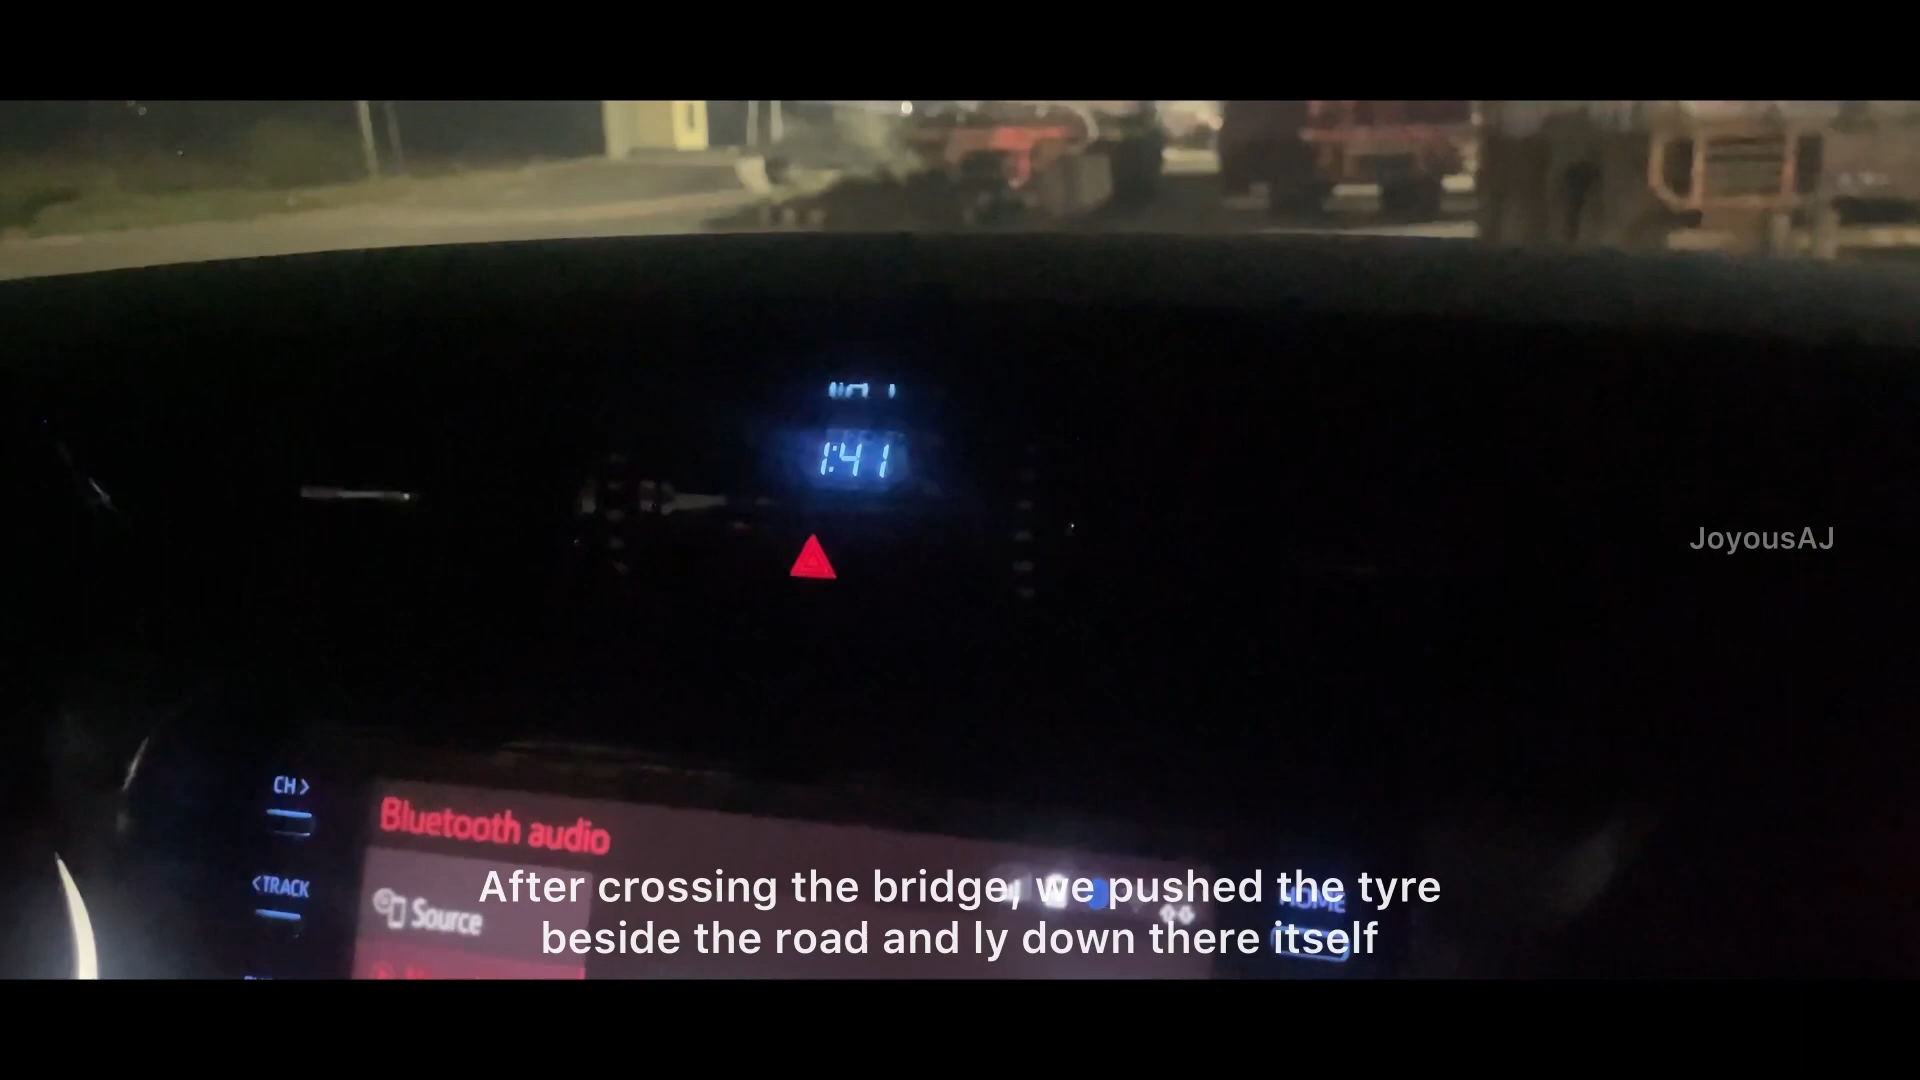 1:41
JoyousAJ
CH>
Bluetooth audio
<TRACK
Source
HOME
After crossing the bridge, we pushed the tyre
beside the road and ly down there itself